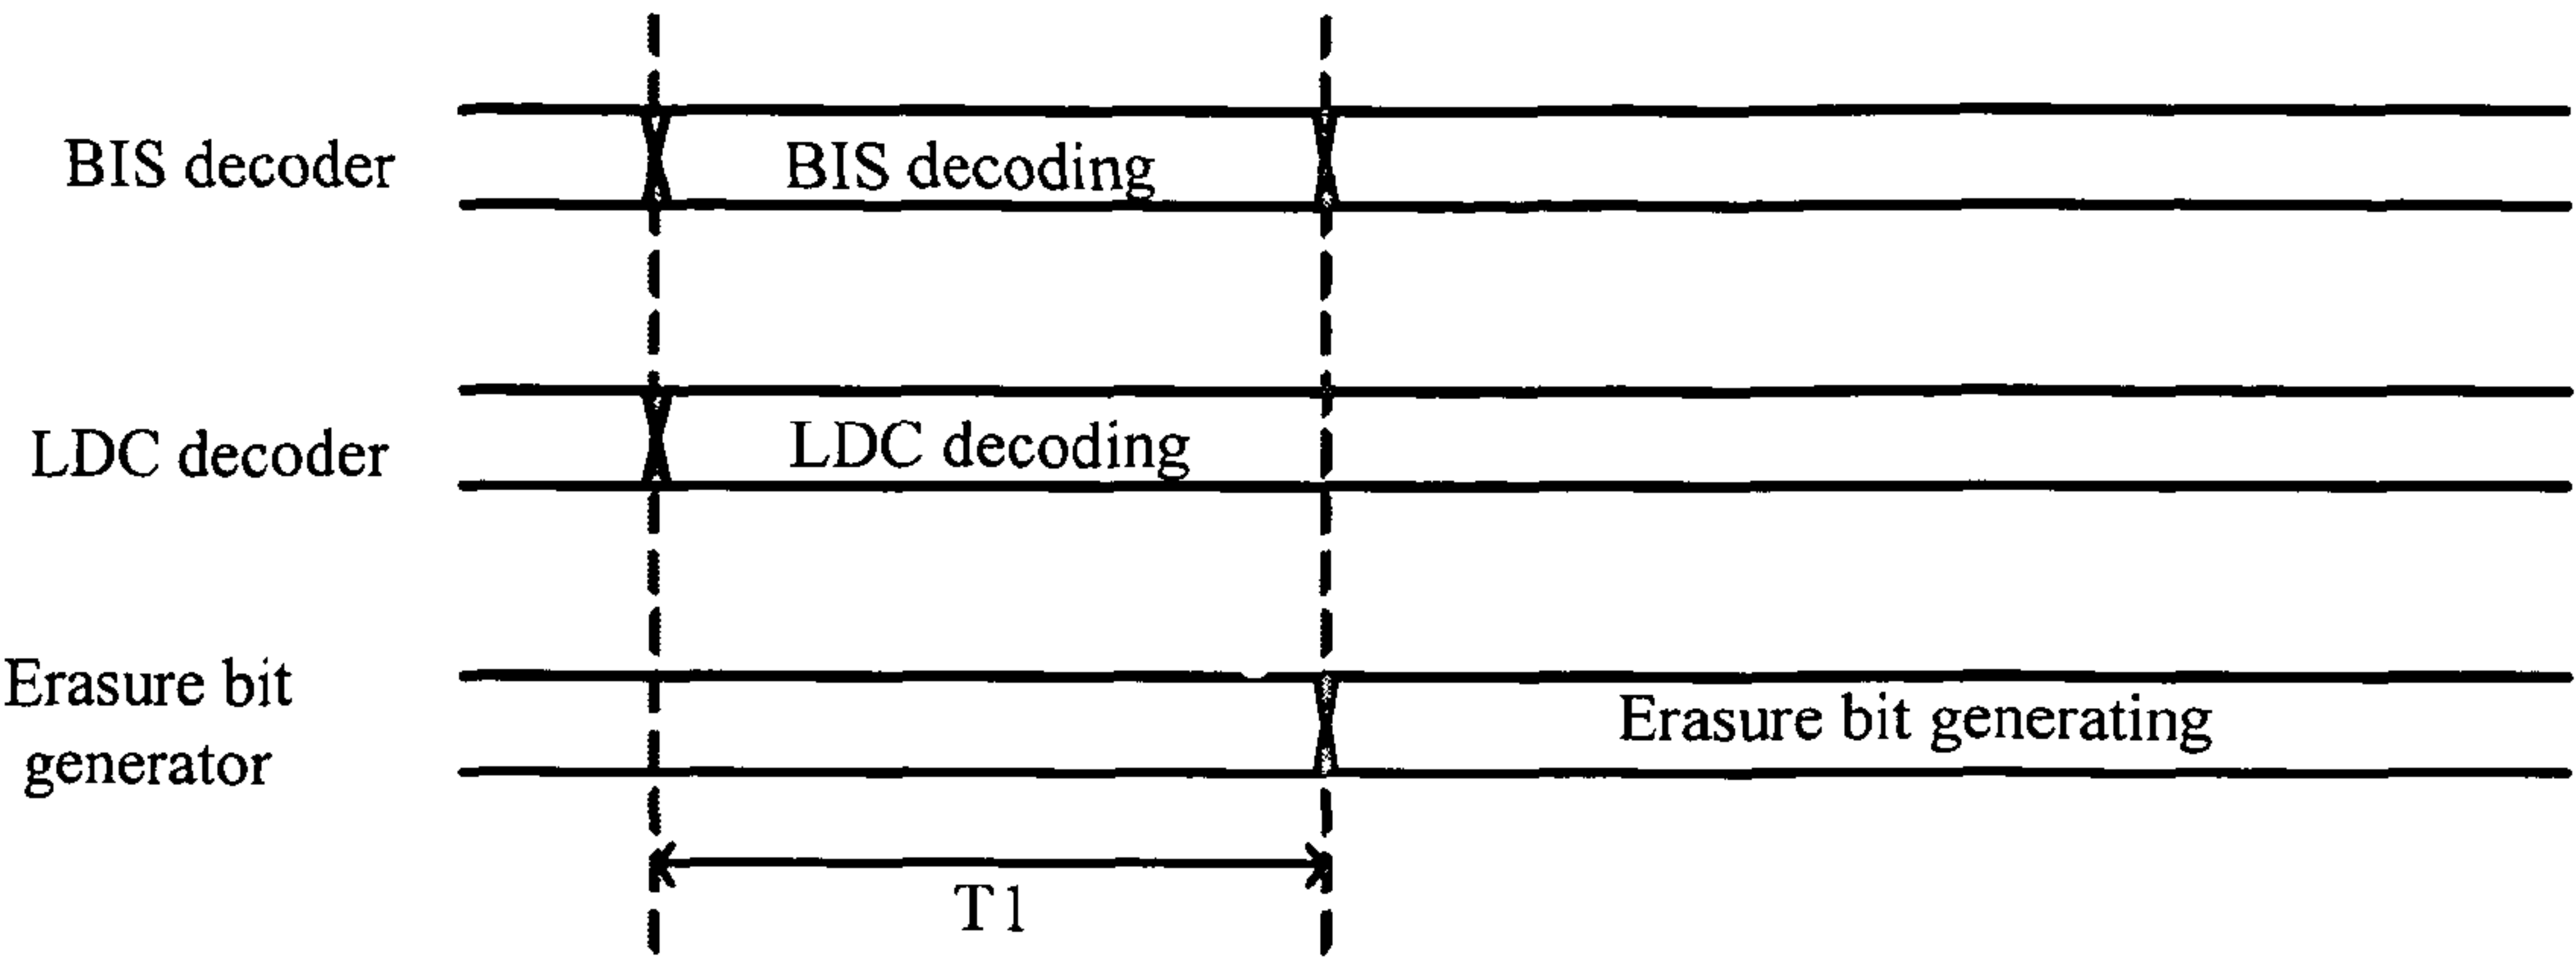 BIS decoder
BIS decoding
LDC decoder
LDC decoding
Erasure bit
generator
Erasure bit generating
T1